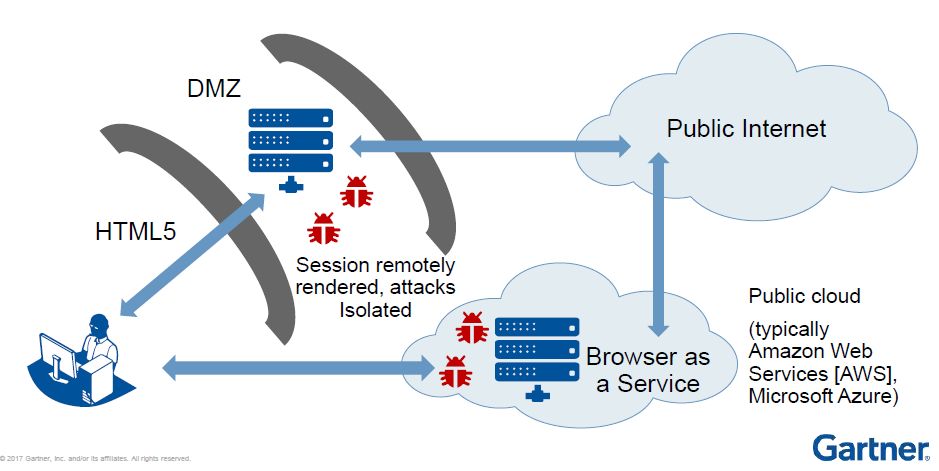 DMZ
Public Internet
HTML5
Session remotely
rendered, attacks
Isolated
Browser as
a Service
Public cloud
(typically
Amazon Web
Services [AWS],
Microsoft Azure)
© 2017 Gartner, Inc. and/or its affiliates. All rights reserved.
Gartner®